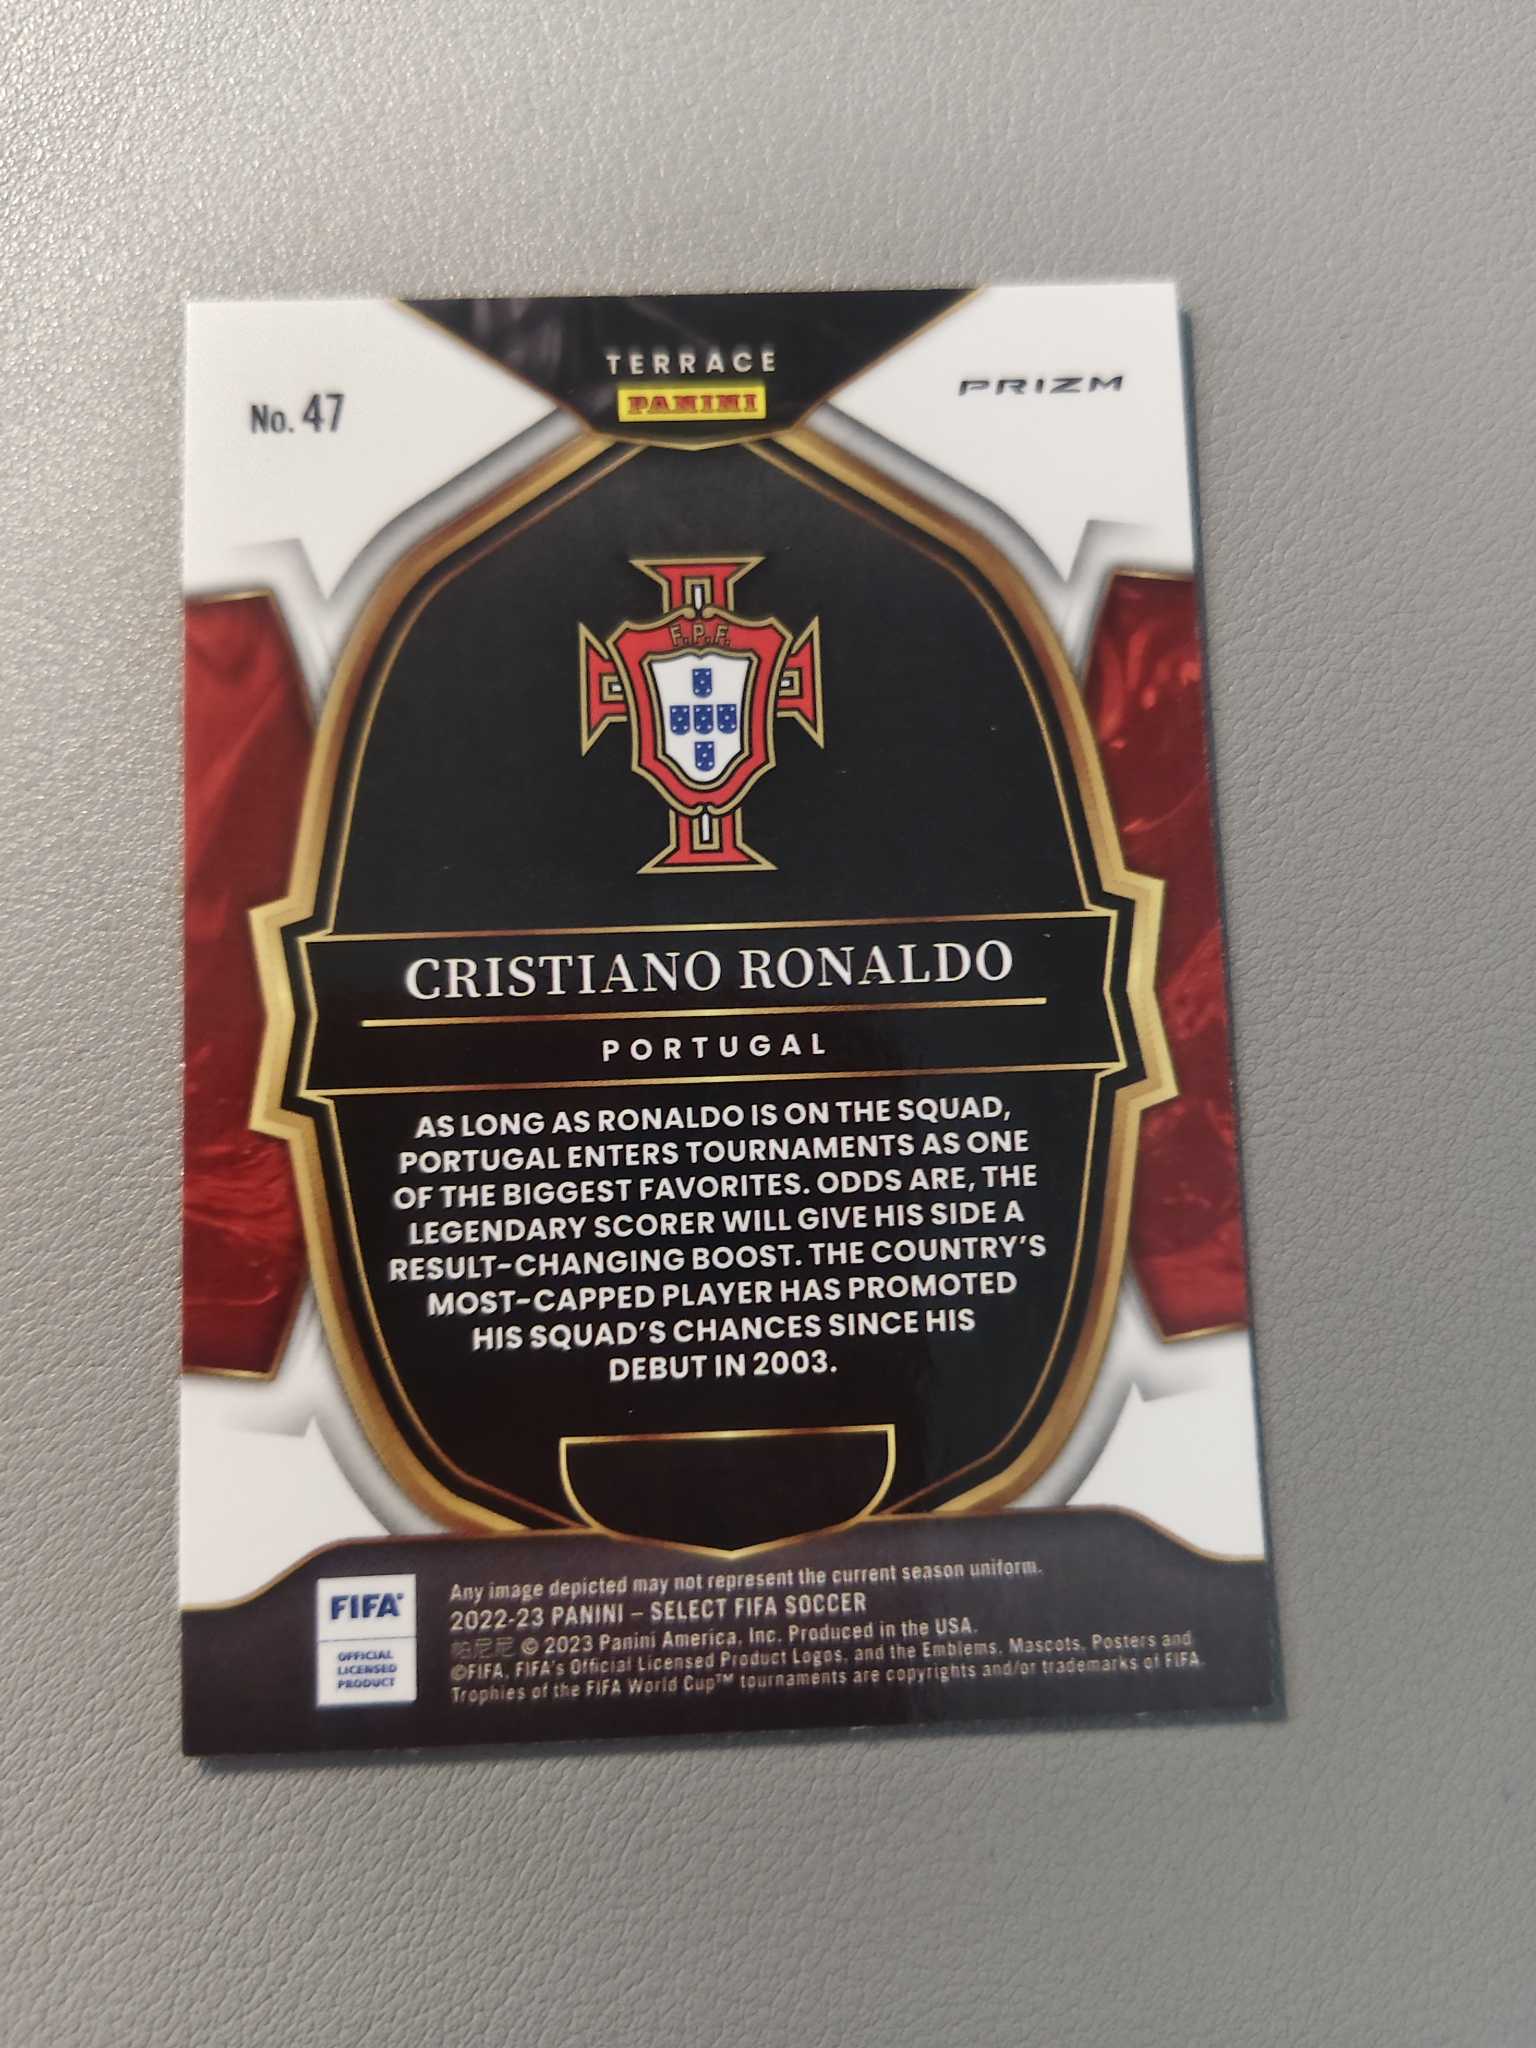 TERRACE
PANINI
No. 47
PRIZM
F.P.F.
CRISTIANO RONALDO
PORTUGAL
AS LONG AS RONALDO IS ON THE SQUAD,
PORTUGAL ENTERS TOURNAMENTS AS ONE
OF THE BIGGEST FAVORITES. ODDS ARE, THE
LEGENDARY SCORER WILL GIVE HIS SIDE A
RESULT-CHANGING BOOST. THE COUNTRY'S
MOST-CAPPED PLAYER HAS PROMOTED
HIS SQUAD'S CHANCES SINCE HIS
DEBUT IN 2003.
FIFA®
OFFICIAL
LICENSED
PRODUCT
Any image depicted may not represent the current season uniform.
2022-23 PANINI – SELECT FIFA SOCCER
帕尼尼 © 2023 Panini America, Inc. Produced in the USA.
©FIFA, FIFA's Official Licensed Product Logos, and the Emblems, Mascots, Posters and
Trophies of the FIFA World Cup™ tournaments are copyrights and/or trademarks of FIFA.